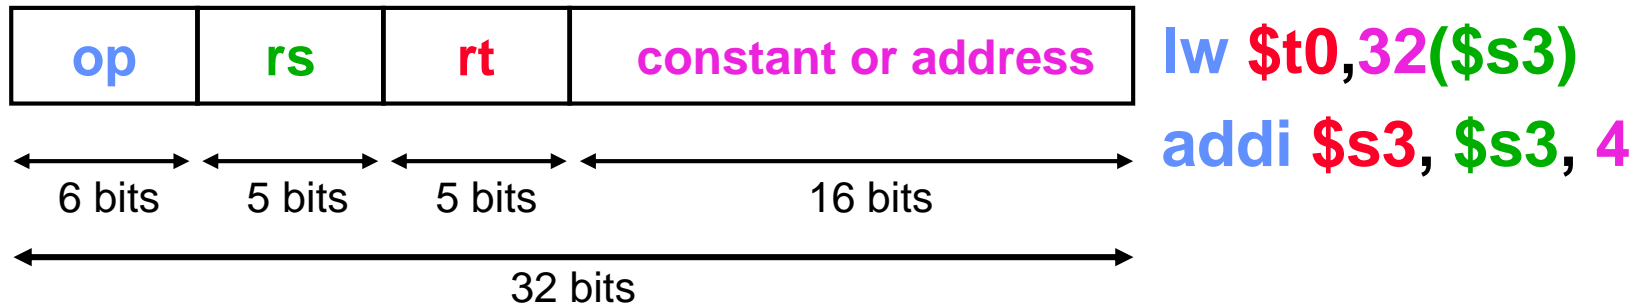 op rs rt constant or address
lw $t0,32($s3)
addi $s3, $s3, 4
6 bits 5 bits 5 bits 16 bits
32 bits